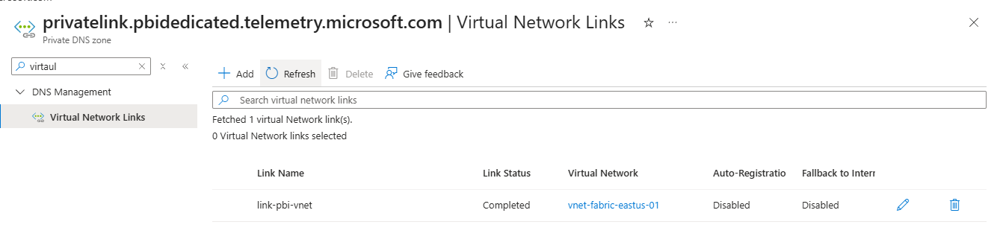 privatelink.pbidedicated.telemetry.microsoft.com | Virtual Network Links
Private DNS zone
virtaul
Add Refresh Delete Give feedback
DNS Management
Virtual Network Links
Search virtual network links
Fetched 1 virtual Network link(s).
0 Virtual Network links selected
Link Name Link Status Virtual Network Auto-Registratio Fallback to Interr
link-pbi-vnet Completed vnet-fabric-eastus-01 Disabled Disabled